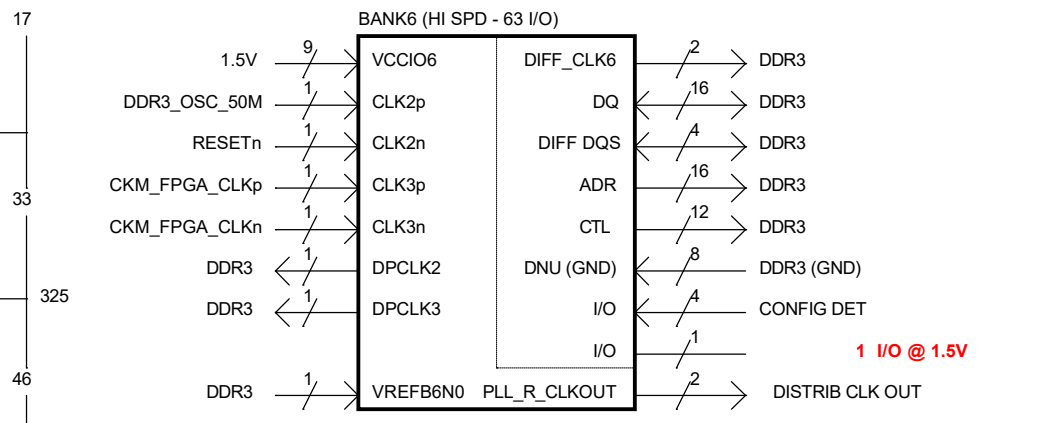 17
BANK6 (HI SPD - 63 I/O)
1.5V 9 VCCIO6 DIFF_CLK6 2 DDR3
DDR3_OSC_50M 1 CLK2p DQ 16 DDR3
RESETn 1 CLK2n DIFF DQS 4 DDR3
CKM_FPGA_CLKp 1 CLK3p ADR 16 DDR3
33
CKM_FPGA_CLKn 1 CLK3n CTL 12 DDR3
DDR3 1 DPCLK2 DNU (GND) 8 DDR3 (GND)
325
DDR3 1 DPCLK3 I/O 4 CONFIG DET
I/O 1 1 I/O @ 1.5V
46
DDR3 1 VREFB6N0 PLL_R_CLKOUT 2 DISTRIB CLK OUT